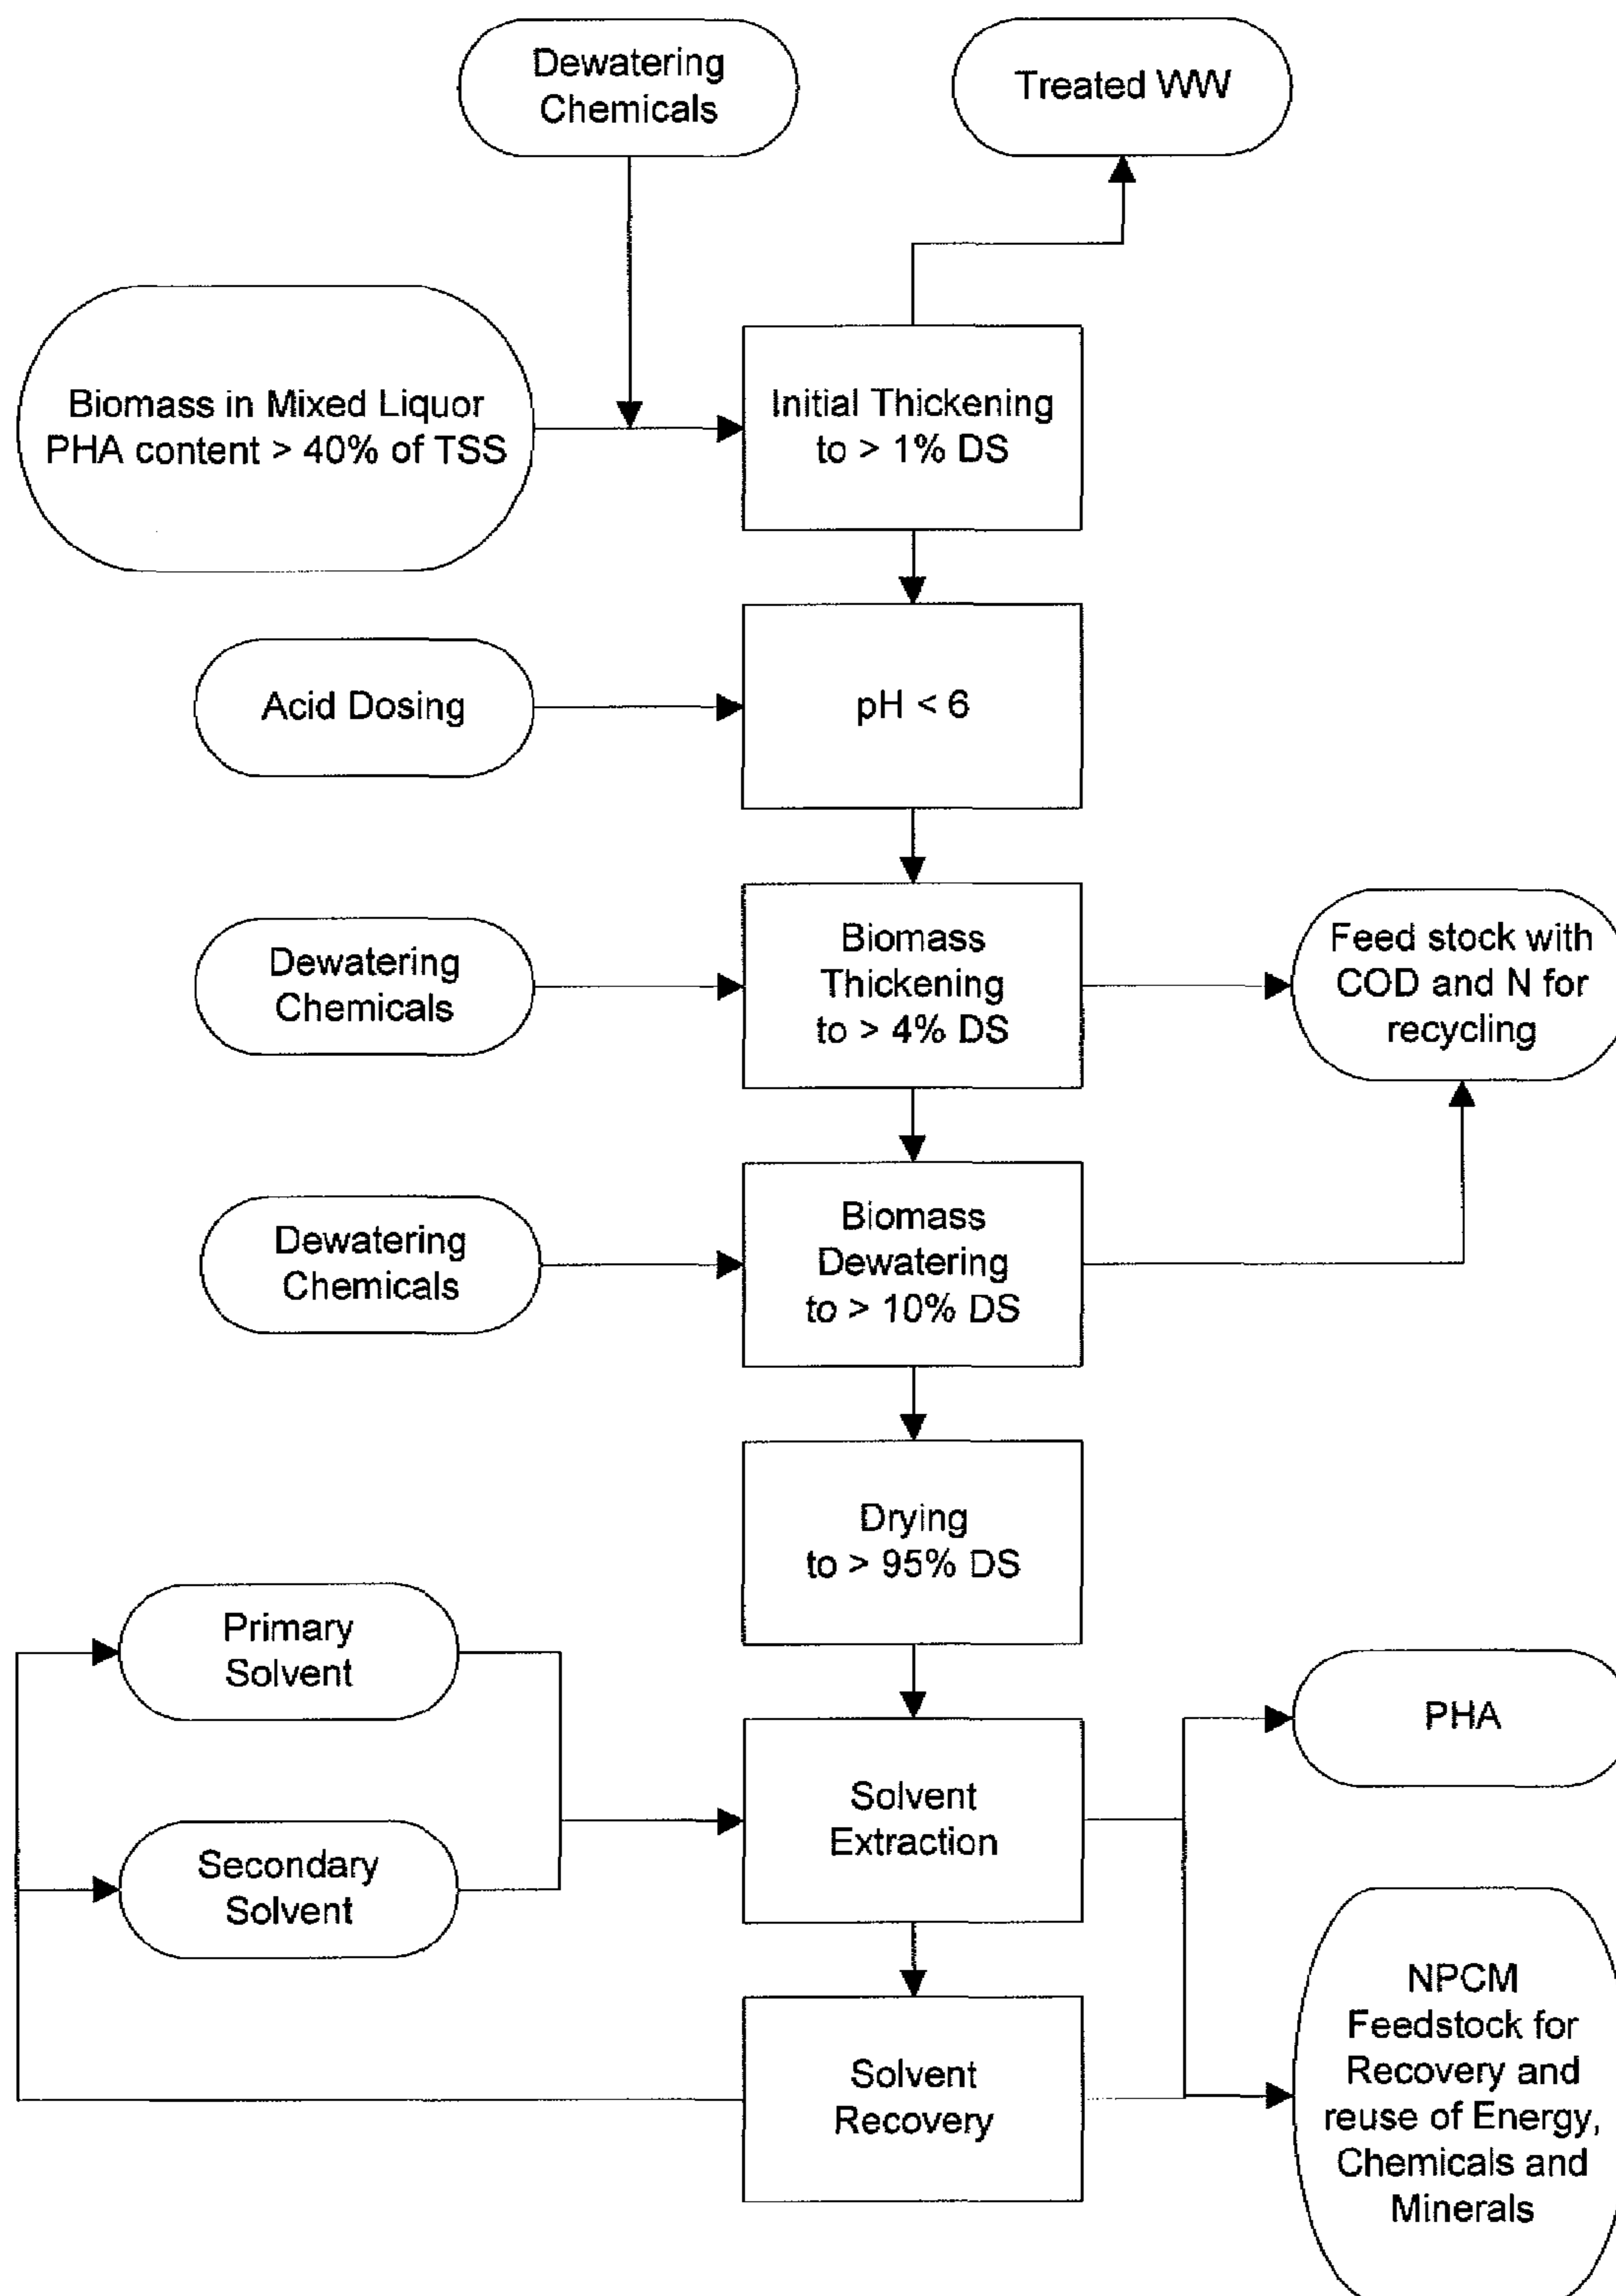 Dewatering
Chemicals
Treated WW
Biomass in Mixed Liquor
PHA content > 40% of TSS
Initial Thickening
to > 1% DS
Acid Dosing
pH < 6
Dewatering
Chemicals
Biomass
Thickening
to > 4% DS
Feed stock with
COD and N for
recycling
Dewatering
Chemicals
Biomass
Dewatering
to > 10% DS
Drying
to > 95% DS
Primary
Solvent
PHA
Solvent
Extraction
Secondary
Solvent
Solvent
Recovery
NPCM
Feedstock for
Recovery and
reuse of Energy,
Chemicals and
Minerals